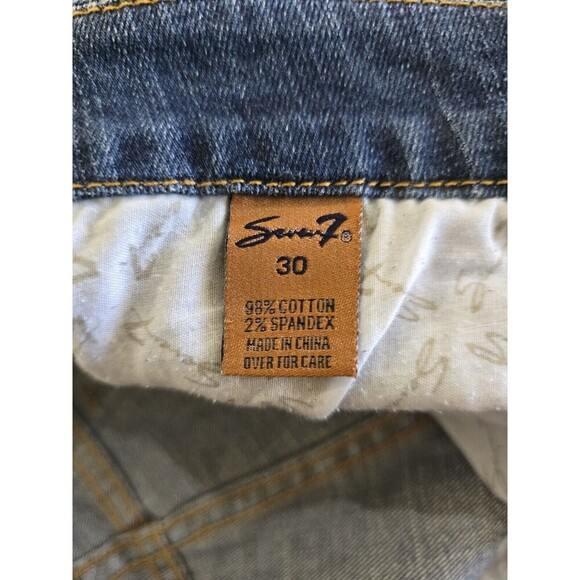 Seven7®
30
98% COTTON
2% SPANDEX
MADE IN CHINA
OVER FOR CARE